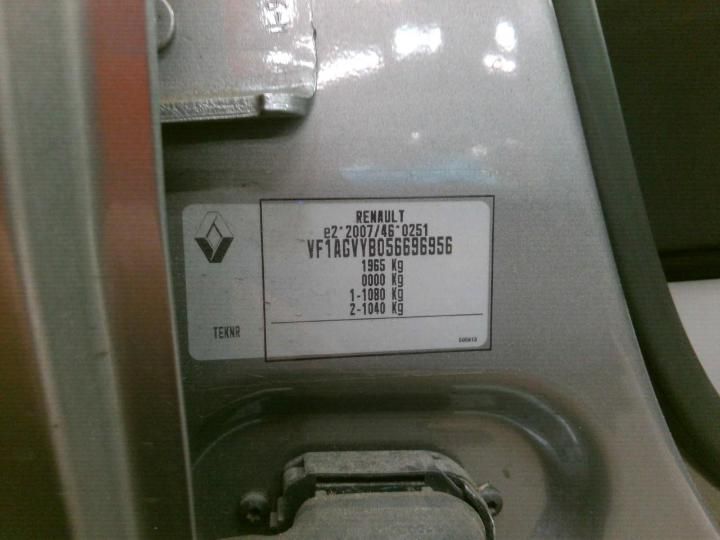 RENAULT
e2*2007/46*0251
VF1AGVYB056696956
1965 Kg
0000 Kg
1-1080 Kg
2-1040 Kg
TEKNR